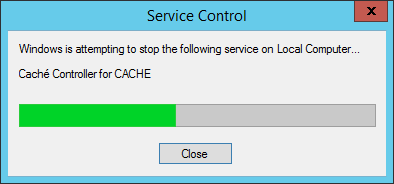 Service Control
Windows is attempting to stop the following service on Local Computer...
Caché Controller for CACHE
Close